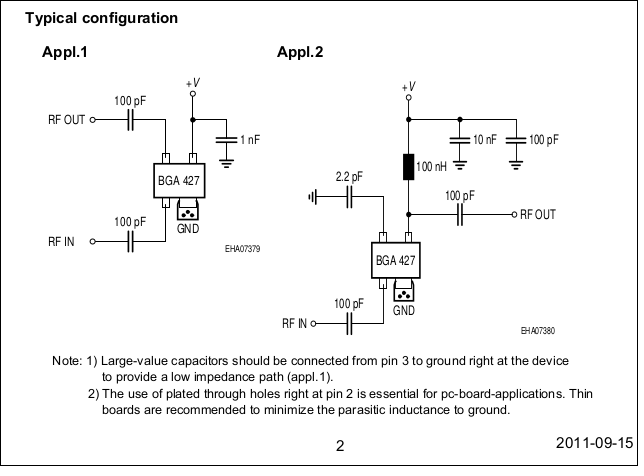 Typical configuration
Appl.1
Appl.2
+V
100 pF
RF OUT
1 nF
BGA 427
100 pF
GND
RF IN
EHA07379
+V
10 nF
100 pF
100 nH
2.2 pF
100 pF
RF OUT
BGA 427
100 pF
GND
RF IN
EHA07380
Note: 1) Large-value capacitors should be connected from pin 3 to ground right at the device
to provide a low impedance path (appl.1).
2) The use of plated through holes right at pin 2 is essential for pc-board-applications. Thin
boards are recommended to minimize the parasitic inductance to ground.
2
2011-09-15